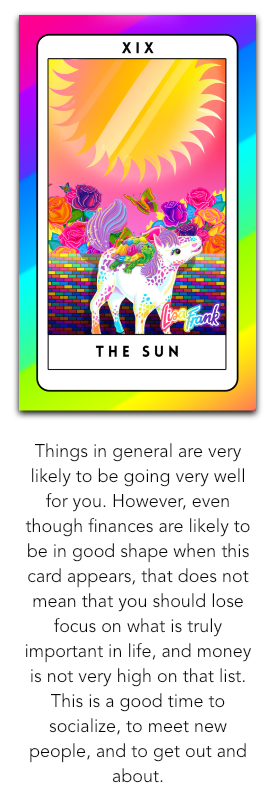 XIX
Lisa Frank
THE SUN
Things in general are very
likely to be going very well
for you. However, even
though finances are likely to
be in good shape when this
card appears, that does not
mean that you should lose
focus on what is truly
important in life, and money
is not very high on that list.
This is a good time to
socialize, to meet new
people, and to get out and
about.